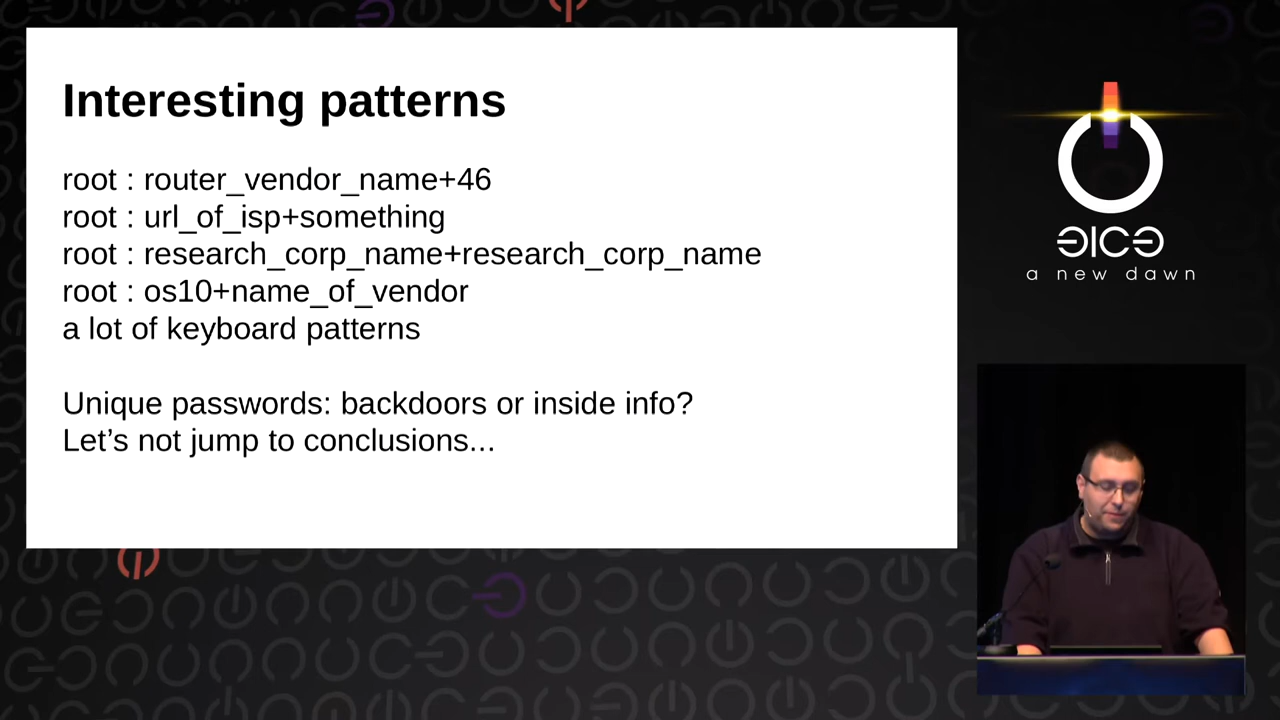 Interesting patterns
root : router_vendor_name+46
root : url_of_isp+something
root : research_corp_name+research_corp_name
root : os10+name_of_vendor
a lot of keyboard patterns
Unique passwords: backdoors or inside info?
Let’s not jump to conclusions...
a new dawn